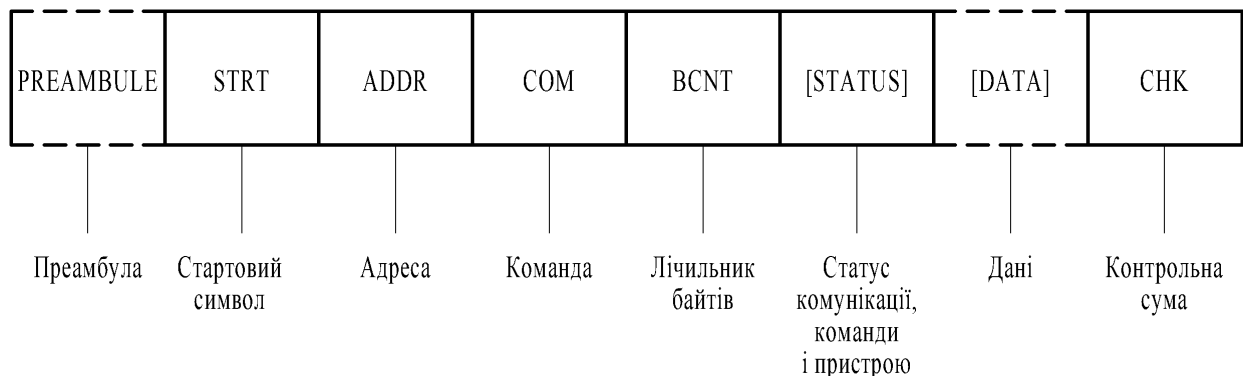 PREAMBULE STRT ADDR COM BCNT [STATUS] [DATA] CHK
Преамбула
Стартовий
символ
Адреса
Команда
Лічильник
байтів
Статус
комунікації,
команди
і пристрою
Дані
Контрольна
сума